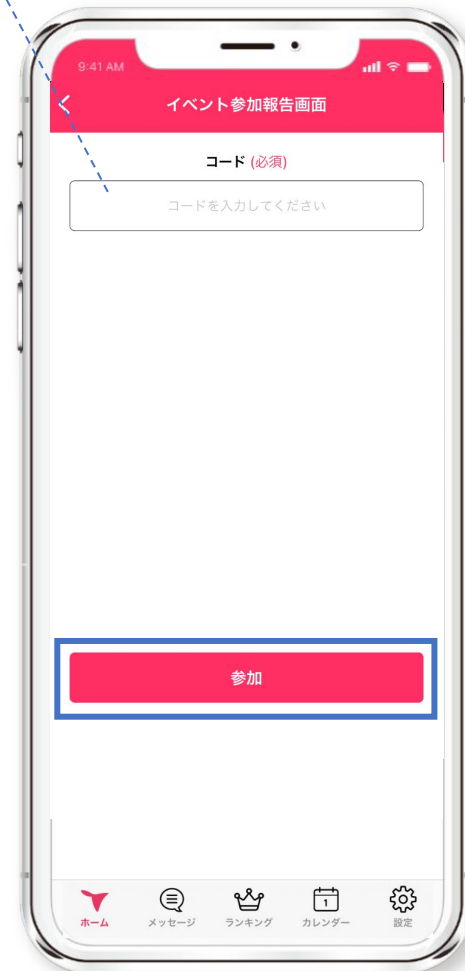 9:41 AM
イベント参加報告画面
コード (必須)
コードを入力してください
参加
1
ホーム
メッセージ
ランキング
カレンダー
設定